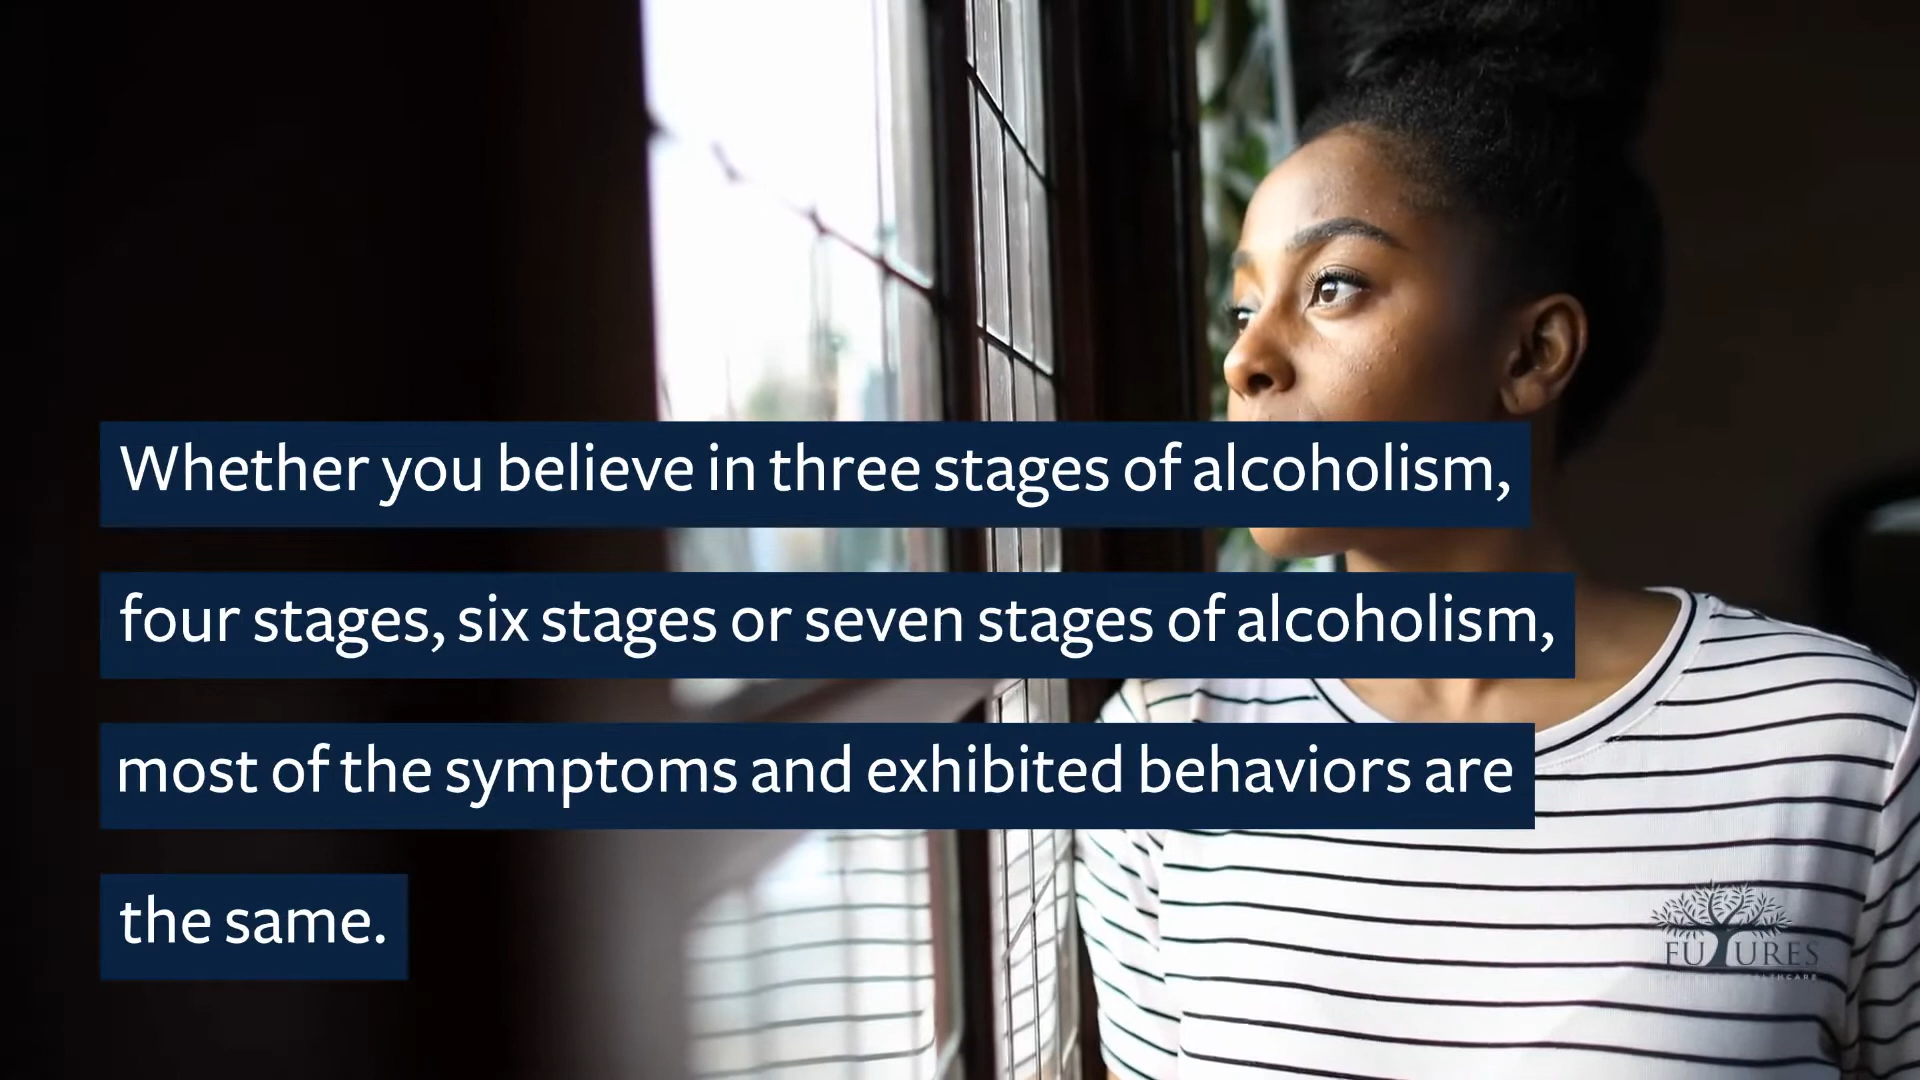 Whether you believe in three stages of alcoholism,
four stages, six stages or seven stages of alcoholism,
most of the symptoms and exhibited behaviors are
the same.
FUTURES